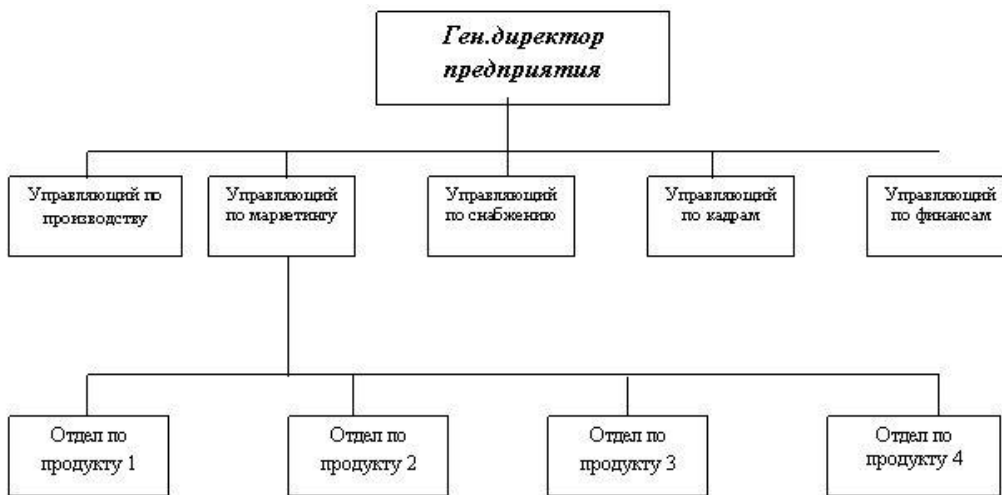 Ген.директор
предприятия
Управляющий по
производству
Управляющий
по маркетингу
Управляющий
по снабжению
Управляющий
по кадрам
Управляющий
по финансам
Отдел по
продукту 1
Отдел по
продукту 2
Отдел по
продукту 3
Отдел по
продукту 4